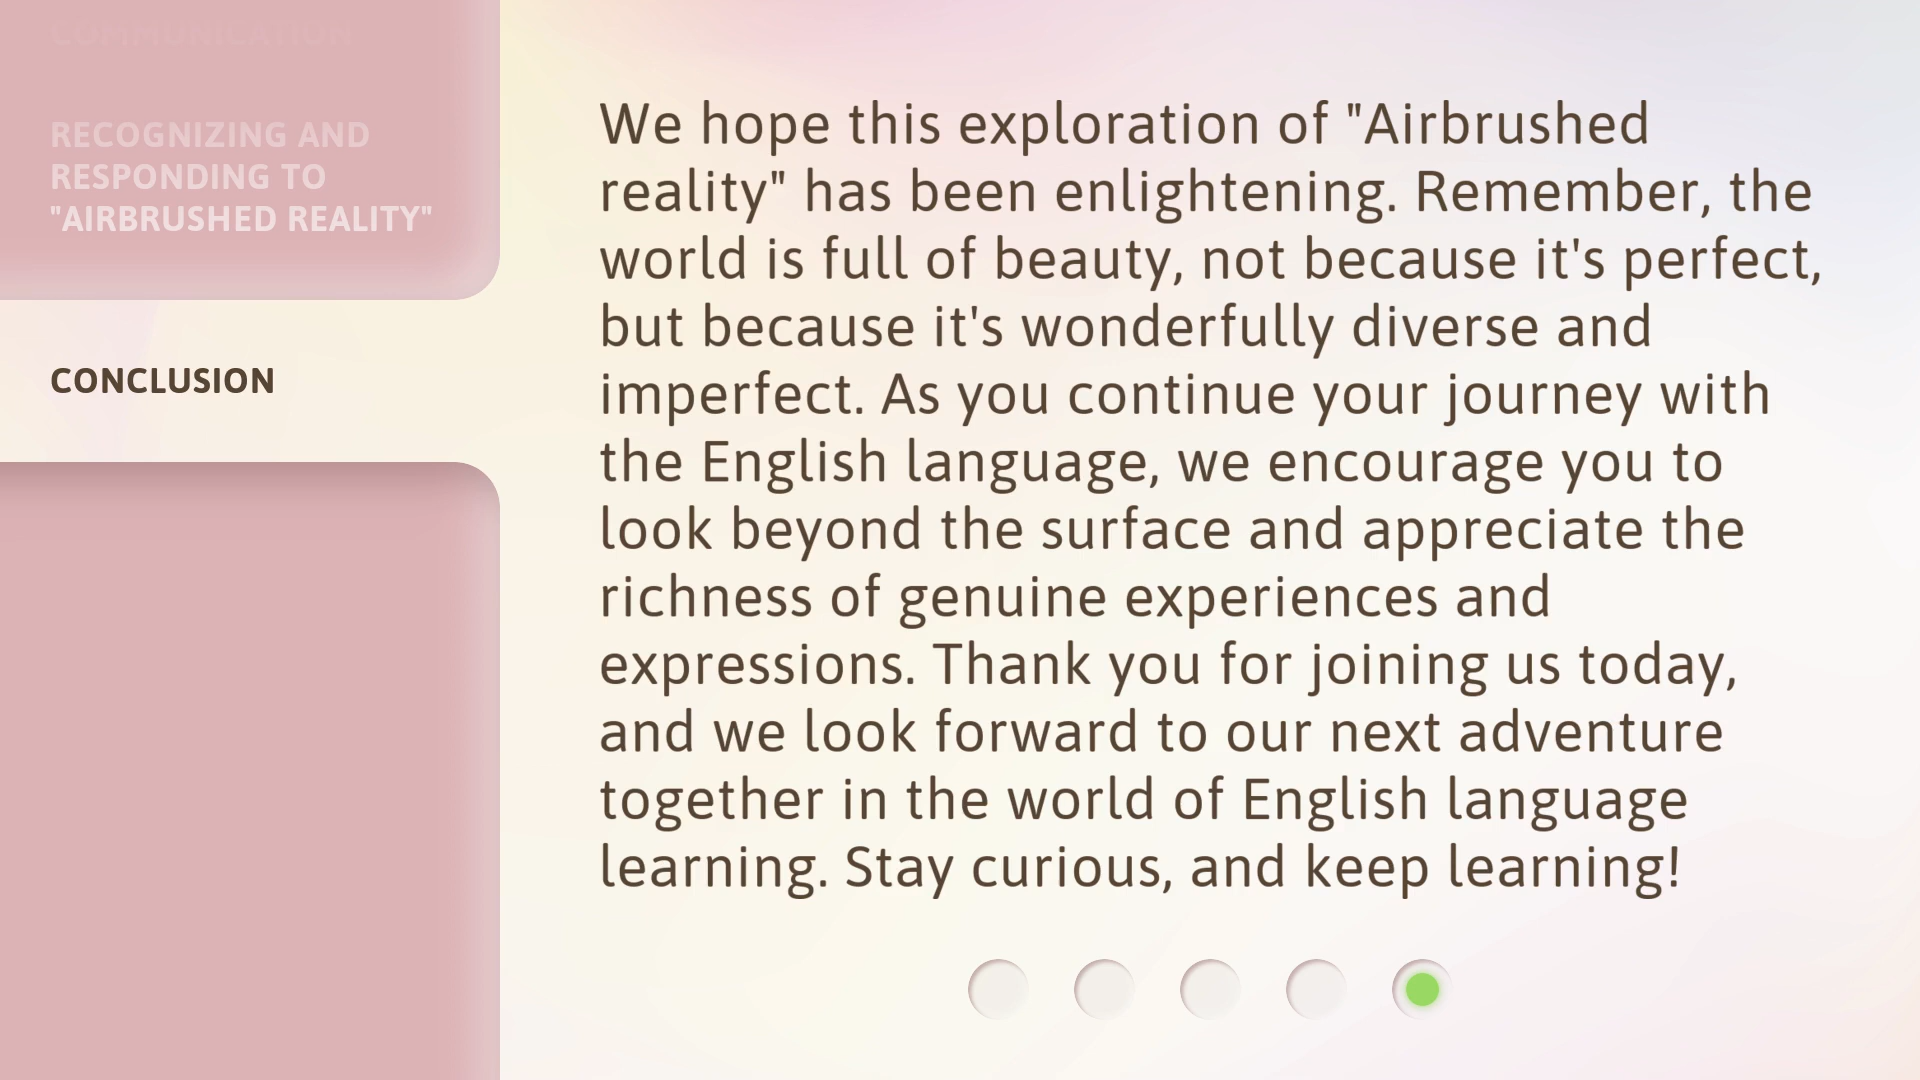 COMMUNICATION
RECOGNIZING AND
RESPONDING TO
"AIRBRUSHED REALITY"
CONCLUSION
We hope this exploration of "Airbrushed
reality" has been enlightening. Remember, the
world is full of beauty, not because it's perfect,
but because it's wonderfully diverse and
imperfect. As you continue your journey with
the English language, we encourage you to
look beyond the surface and appreciate the
richness of genuine experiences and
expressions. Thank you for joining us today,
and we look forward to our next adventure
together in the world of English language
learning. Stay curious, and keep learning!